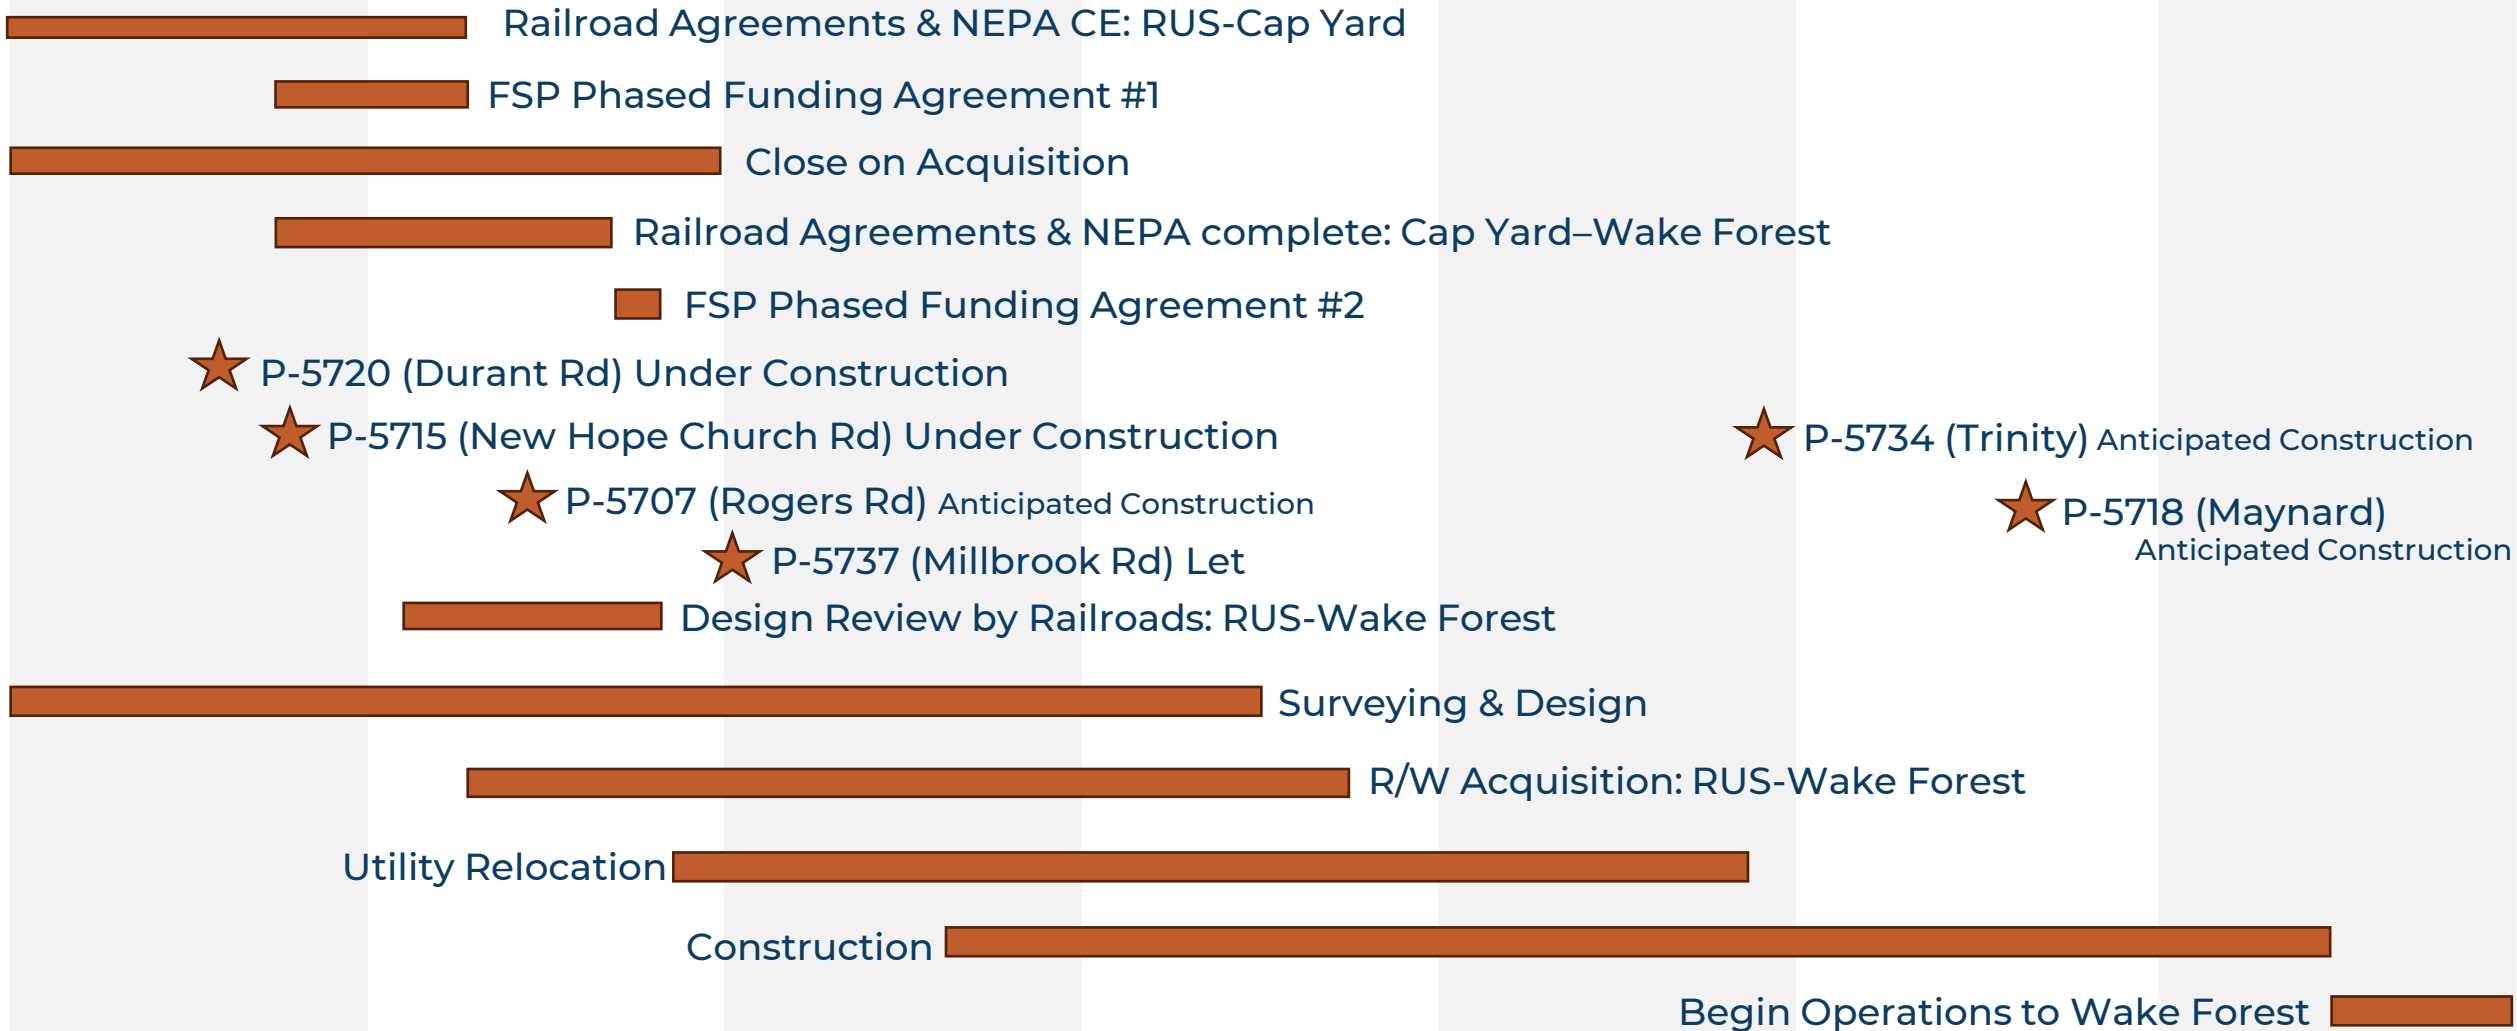 Railroad Agreements & NEPA CE: RUS-Cap Yard
FSP Phased Funding Agreement #1
Close on Acquisition
Railroad Agreements & NEPA complete: Cap Yard–Wake Forest
FSP Phased Funding Agreement #2
P-5720 (Durant Rd) Under Construction
P-5715 (New Hope Church Rd) Under Construction
P-5734 (Trinity) Anticipated Construction
P-5707 (Rogers Rd) Anticipated Construction
P-5718 (Maynard)
Anticipated Construction
P-5737 (Millbrook Rd) Let
Design Review by Railroads: RUS-Wake Forest
Surveying & Design
R/W Acquisition: RUS-Wake Forest
Utility Relocation
Construction
Begin Operations to Wake Forest